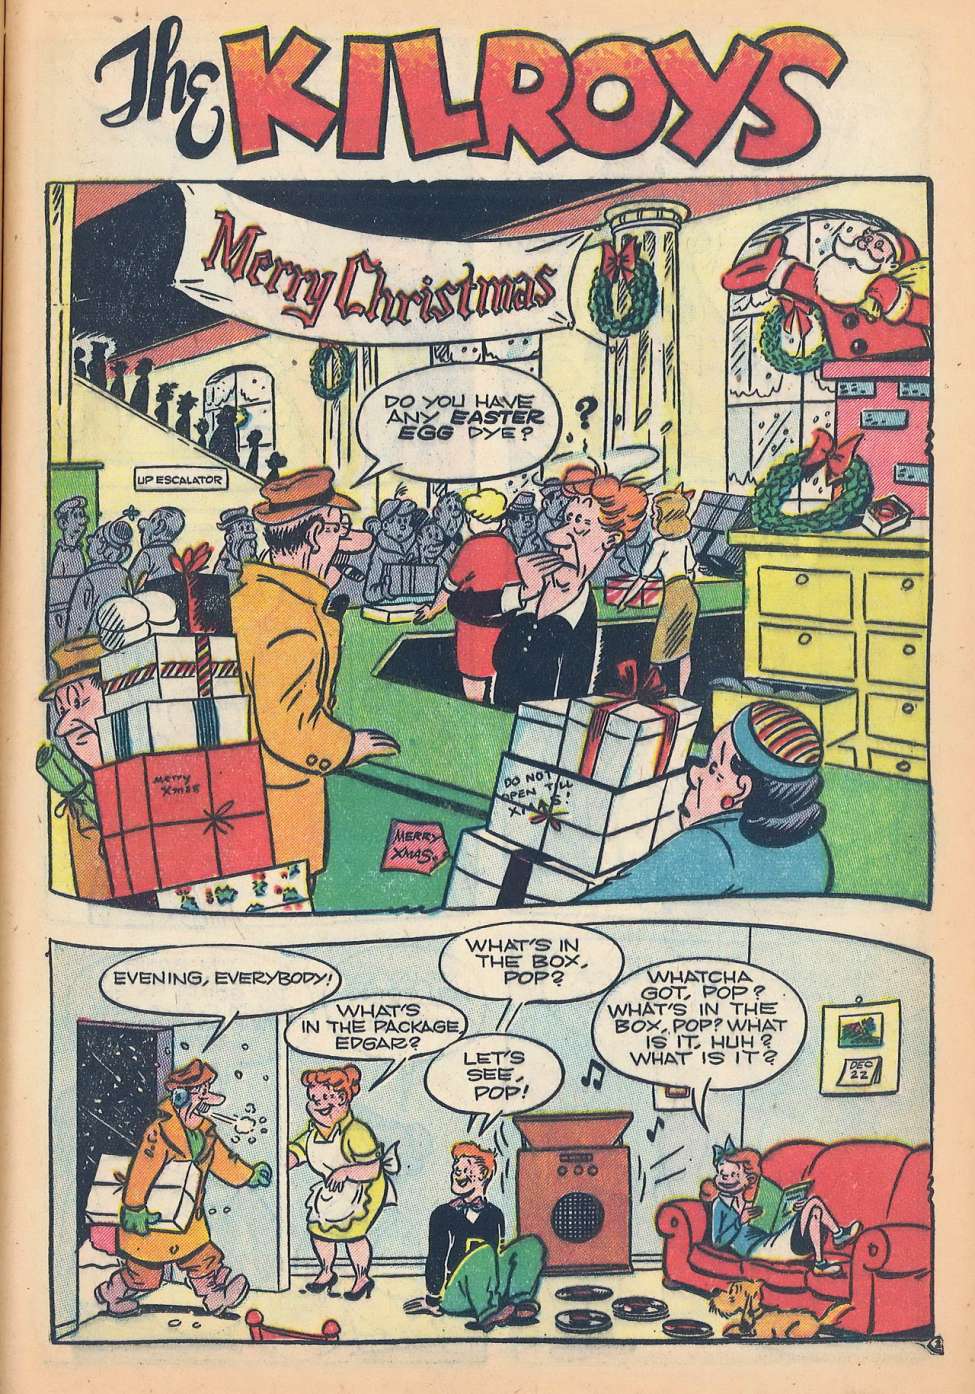 The KILROYS
Merry Christmas
DO YOU HAVE
ANY EASTER
EGG DYE?
?
UP ESCALATOR
Merry
Xmas
DO NOT
OPEN TILL
XMAS!
MERRY
XMAS.
EVENING, EVERYBODY!
WHAT'S
IN THE PACKAGE,
EDGAR?
WHAT'S IN
THE BOX,
POP?
LET'S
SEE,
POP!
WHATCHA
GOT, POP?
WHAT'S IN THE
BOX, POP? WHAT
IS IT, HUH?
WHAT IS IT?
DEC
22